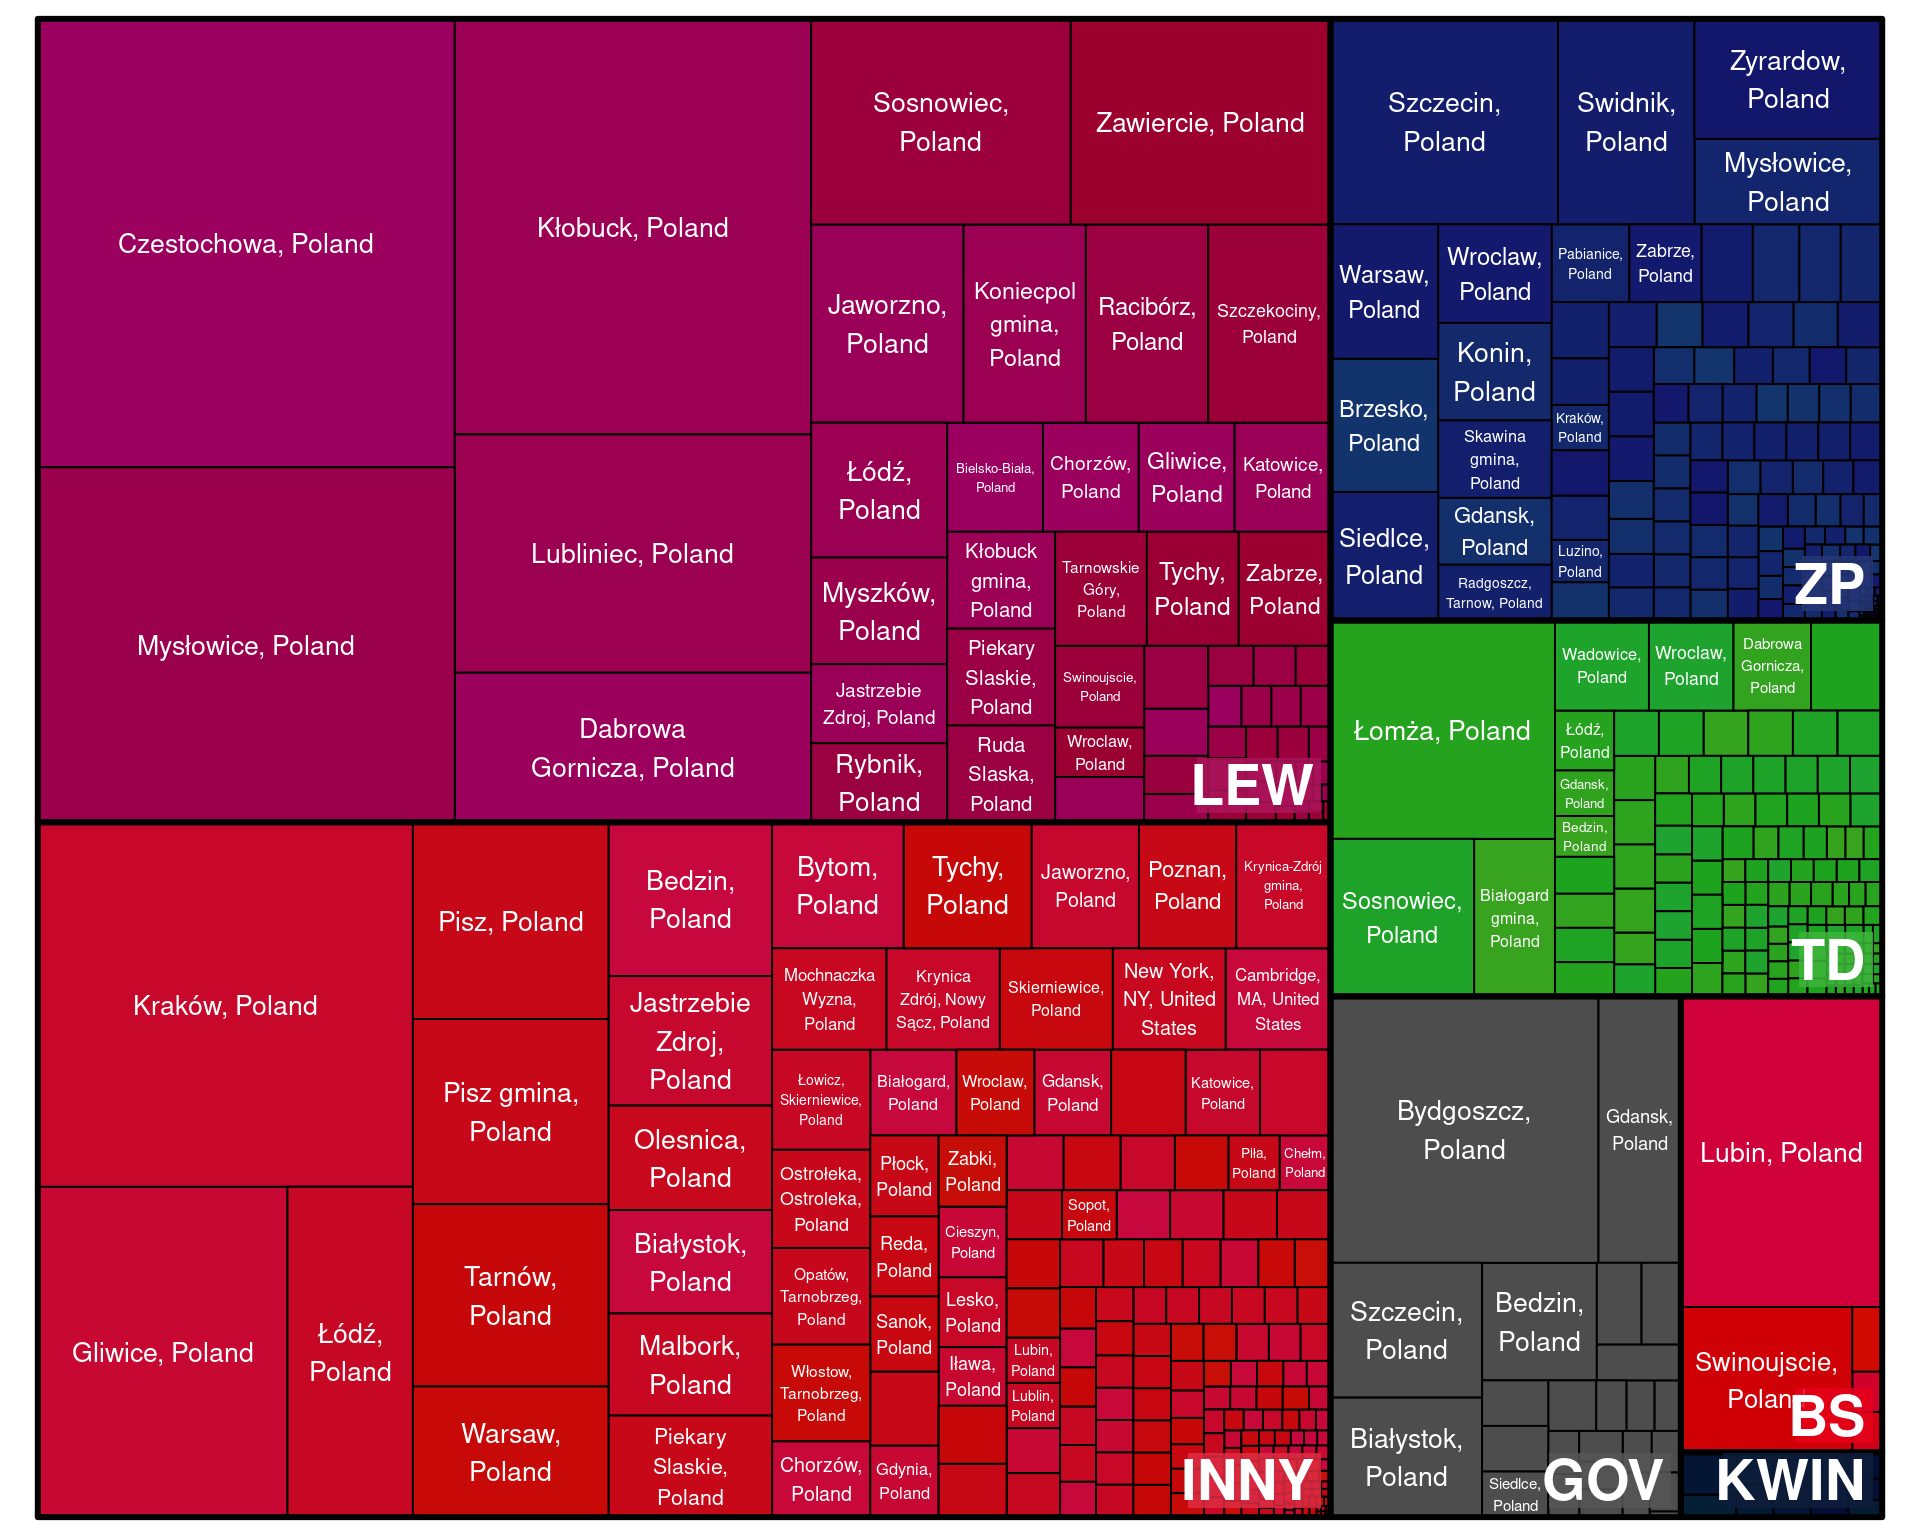 Czestochowa, Poland
Mysłowice, Poland
Kłobuck, Poland
Lubliniec, Poland
Dabrowa
Gornicza, Poland
Sosnowiec,
Poland
Zawiercie, Poland
Jaworzno,
Poland
Koniecpol
gmina,
Poland
Racibórz,
Poland
Szczekociny,
Poland
Łódź,
Poland
Myszków,
Poland
Jastrzebie
Zdroj, Poland
Rybnik,
Poland
Bielsko-Biała,
Poland
Chorzów,
Poland
Gliwice,
Poland
Katowice,
Poland
Kłobuck
gmina,
Poland
Piekary
Slaskie,
Poland
Ruda
Slaska,
Poland
Tarnowskie
Góry,
Poland
Tychy,
Poland
Zabrze,
Poland
Swinoujscie,
Poland
Wroclaw,
Poland
LEW
Szczecin,
Poland
Swidnik,
Poland
Zyrardow,
Poland
Mysłowice,
Poland
Warsaw,
Poland
Brzesko,
Poland
Siedlce,
Poland
Wroclaw,
Poland
Konin,
Poland
Skawina
gmina,
Poland
Gdansk,
Poland
Radgoszcz,
Tarnow, Poland
Pabianice,
Poland
Zabrze,
Poland
Kraków,
Poland
Luzino,
Poland
ZP
Łomża, Poland
Sosnowiec,
Poland
Białogard
gmina,
Poland
Wadowice,
Poland
Wroclaw,
Poland
Dabrowa
Gornicza,
Poland
Łódź,
Poland
Gdansk,
Poland
Bedzin,
Poland
TD
Kraków, Poland
Gliwice, Poland
Łódź,
Poland
Pisz, Poland
Pisz gmina,
Poland
Tarnów,
Poland
Warsaw,
Poland
Bedzin,
Poland
Jastrzebie
Zdroj,
Poland
Olesnica,
Poland
Białystok,
Poland
Malbork,
Poland
Piekary
Slaskie,
Poland
Bytom,
Poland
Tychy,
Poland
Jaworzno,
Poland
Poznan,
Poland
Krynica-Zdrój
gmina,
Poland
Mochnaczka
Wyzna,
Poland
Krynica
Zdrój, Nowy
Sącz, Poland
Skierniewice,
Poland
New York,
NY, United
States
Cambridge,
MA, United
States
Łowicz,
Skierniewice,
Poland
Ostrołeka,
Ostroleka,
Poland
Opatów,
Tarnobrzeg,
Poland
Włostow,
Tarnobrzeg,
Poland
Chorzów,
Poland
Białogard,
Poland
Wroclaw,
Poland
Gdansk,
Poland
Katowice,
Poland
Płock,
Poland
Reda,
Poland
Sanok,
Poland
Gdynia,
Poland
Zabki,
Poland
Cieszyn,
Poland
Lesko,
Poland
Iława,
Poland
Piła,
Poland
Chełm,
Poland
Sopot,
Poland
Lubin,
Poland
Lublin,
Poland
INNY
Bydgoszcz,
Poland
Gdansk,
Poland
Szczecin,
Poland
Białystok,
Poland
Bedzin,
Poland
Siedlce,
Poland
GOV
Lubin, Poland
Swinoujscie,
Poland
BS
KWIN